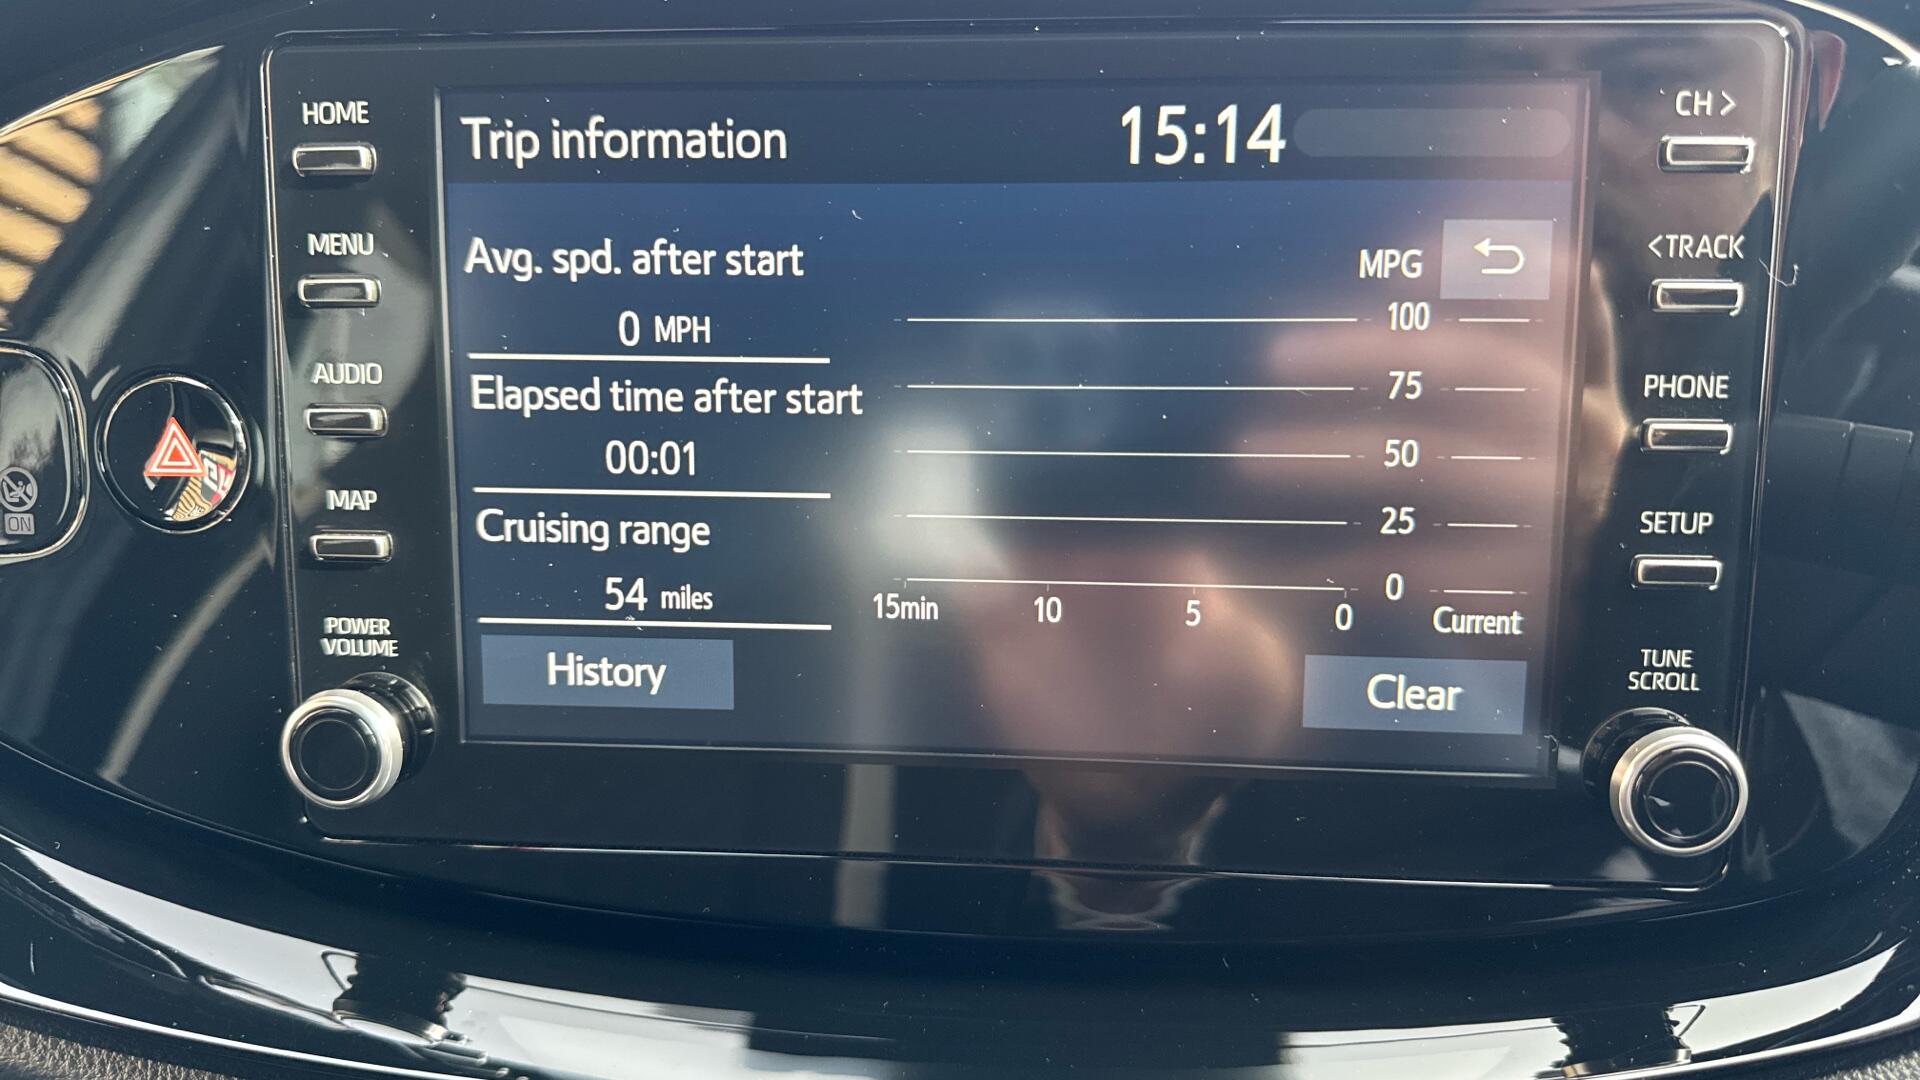 HOME
MENU
AUDIO
MAP
POWER
VOLUME
ON
Trip information
15:14
Avg. spd. after start
0 MPH
Elapsed time after start
00:01
Cruising range
54 miles
History
MPG
100
75
50
25
0
15min 10 5 0 Current
Clear
CH >
<TRACK
PHONE
SETUP
TUNE
SCROLL